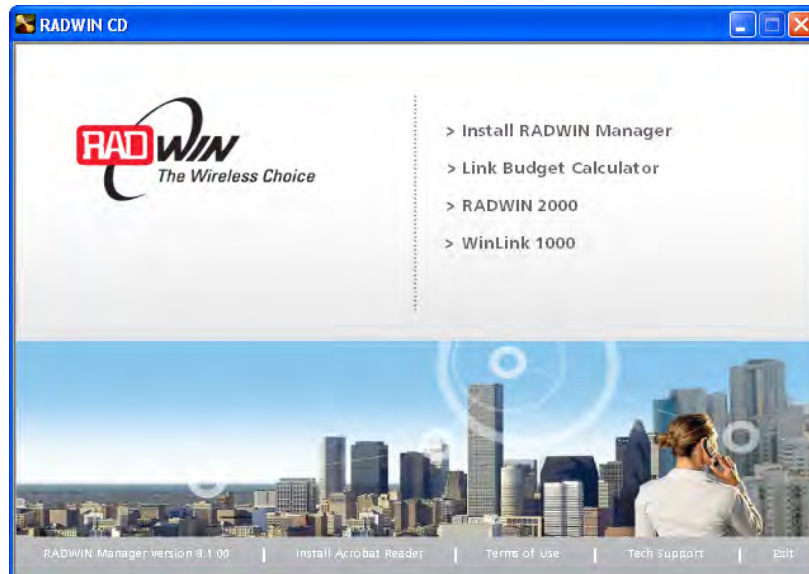 RADWIN CD
RADWIN
The Wireless Choice
> Install RADWIN Manager
> Link Budget Calculator
> RADWIN 2000
> WinLink 1000
RADWIN Manager version 8.1.00 | Install Acrobat Reader | Terms of Use | Tech Support | Exit